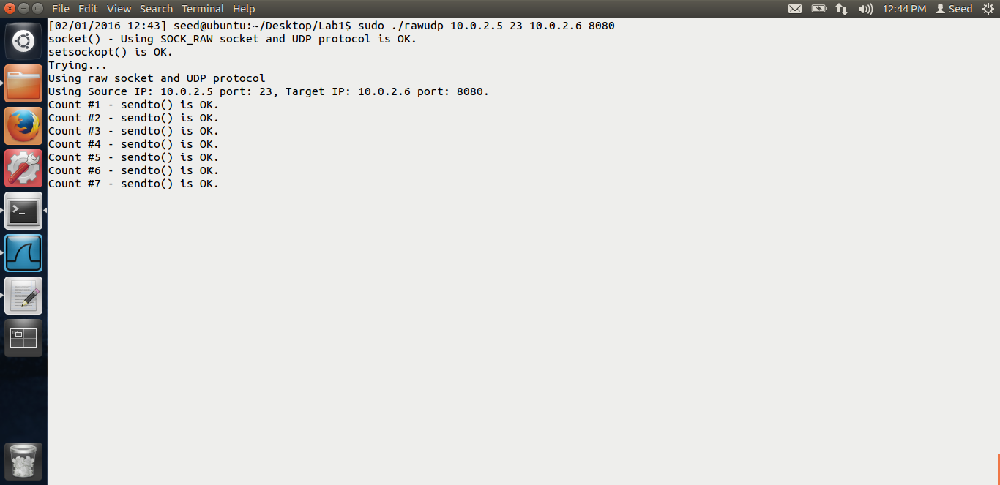 File Edit View Search Terminal Help 12:44 PM Seed
[02/01/2016 12:43] seed@ubuntu:~/Desktop/Lab1$ sudo ./rawudp 10.0.2.5 23 10.0.2.6 8080
socket() - Using SOCK_RAW socket and UDP protocol is OK.
setsockopt() is OK.
Trying...
Using raw socket and UDP protocol
Using Source IP: 10.0.2.5 port: 23, Target IP: 10.0.2.6 port: 8080.
Count #1 - sendto() is OK.
Count #2 - sendto() is OK.
Count #3 - sendto() is OK.
Count #4 - sendto() is OK.
Count #5 - sendto() is OK.
Count #6 - sendto() is OK.
Count #7 - sendto() is OK.